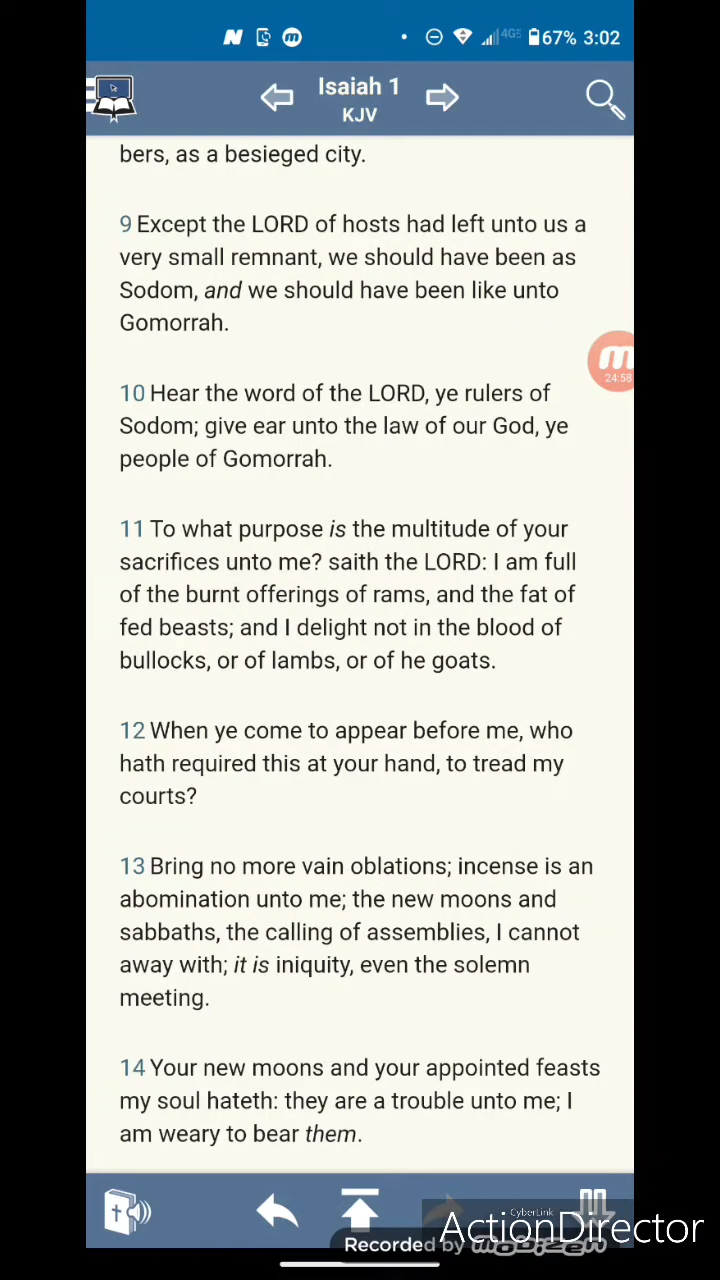 67% 3:02
Isaiah 1
KJV
bers, as a besieged city.
9 Except the LORD of hosts had left unto us a
very small remnant, we should have been as
Sodom, and we should have been like unto
Gomorrah.
24:58
10 Hear the word of the LORD, ye rulers of
Sodom; give ear unto the law of our God, ye
people of Gomorrah.
11 To what purpose is the multitude of your
sacrifices unto me? saith the LORD: I am full
of the burnt offerings of rams, and the fat of
fed beasts; and I delight not in the blood of
bullocks, or of lambs, or of he goats.
12 When ye come to appear before me, who
hath required this at your hand, to tread my
courts?
13 Bring no more vain oblations; incense is an
abomination unto me; the new moons and
sabbaths, the calling of assemblies, I cannot
away with; it is iniquity, even the solemn
meeting.
14 Your new moons and your appointed feasts
my soul hateth: they are a trouble unto me; I
am weary to bear them.
CyberLink
ActionDirector
Recorded by mobizen